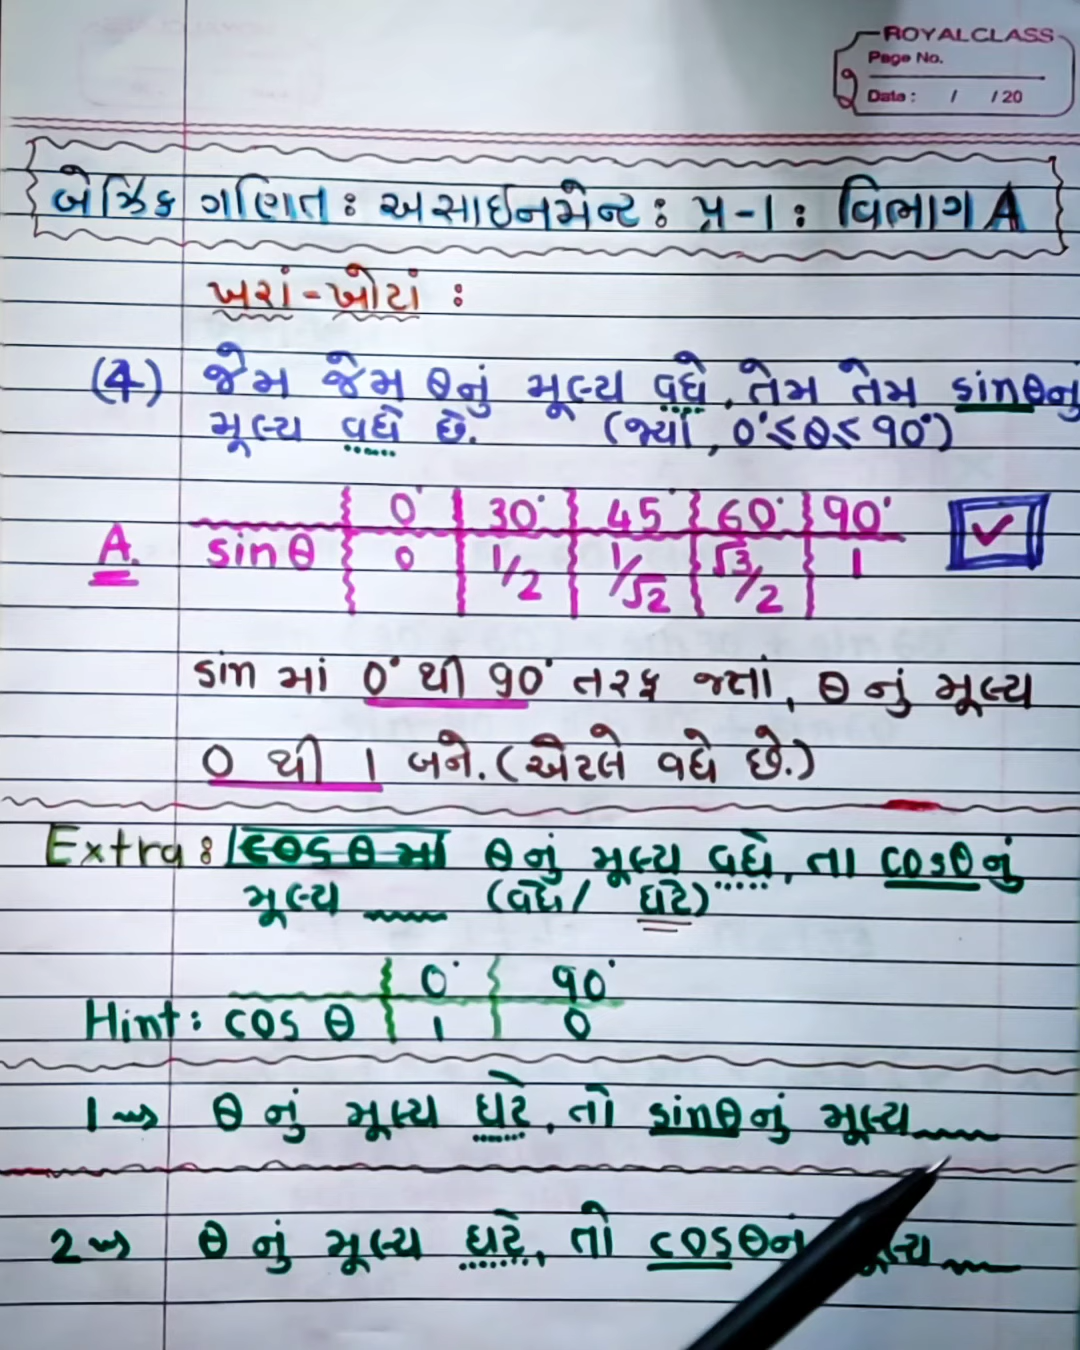 ROYALCLASS
Page No.
Date : / / 20
બેઝિક ગણિત : અસાઇનમેન્ટ : પ્ર-1 : વિભાગ A
ખરાં-ખોટાં :
(4) જેમ જેમ θનું મૂલ્ય વધે, તેમ તેમ sinθનું
મૂલ્ય વધે છે. (જ્યાં, 0°≤θ≤90°)
0° 30° 45° 60° 90° ✓
A. sinθ 0 1/2 1/√2 √3/2 1
sin માં 0° થી 90° તરફ જતાં, θ નું મૂલ્ય
0 થી 1 બને. (એટલે વધે છે.)
Extra : cosθ માં θ નું મૂલ્ય વધે, તો cosθનું
મૂલ્ય ___ (વધે/ ઘટે)
0° 90°
Hint : cos θ 1 0
1 → θ નું મૂલ્ય ઘટે, તો sinθનું મૂલ્ય ___
2 → θ નું મૂલ્ય ઘટે, તો cosθનું મૂલ્ય ___